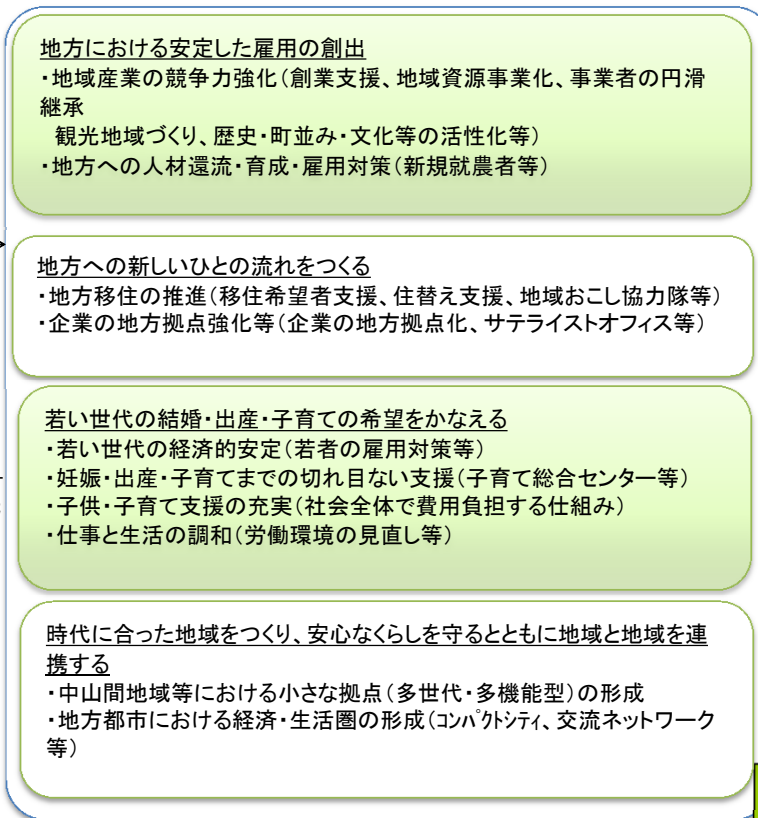 地方における安定した雇用の創出
・地域産業の競争力強化（創業支援、地域資源事業化、事業者の円滑
継承
観光地域づくり、歴史・町並み・文化等の活性化等）
・地方への人材還流・育成・雇用対策（新規就農者等）
地方への新しいひとの流れをつくる
・地方移住の推進（移住希望者支援、住替え支援、地域おこし協力隊等）
・企業の地方拠点強化等（企業の地方拠点化、サテライストオフィス等）
若い世代の結婚・出産・子育ての希望をかなえる
・若い世代の経済的安定（若者の雇用対策等）
・妊娠・出産・子育てまでの切れ目ない支援（子育て総合センター等）
・子供・子育て支援の充実（社会全体で費用負担する仕組み）
・仕事と生活の調和（労働環境の見直し等）
時代に合った地域をつくり、安心なくらしを守るとともに地域と地域を連
携する
・中山間地域等における小さな拠点（多世代・多機能型）の形成
・地方都市における経済・生活圏の形成（ｺﾝﾊﾟｸﾄｼﾃｨ、交流ネットワーク
等）